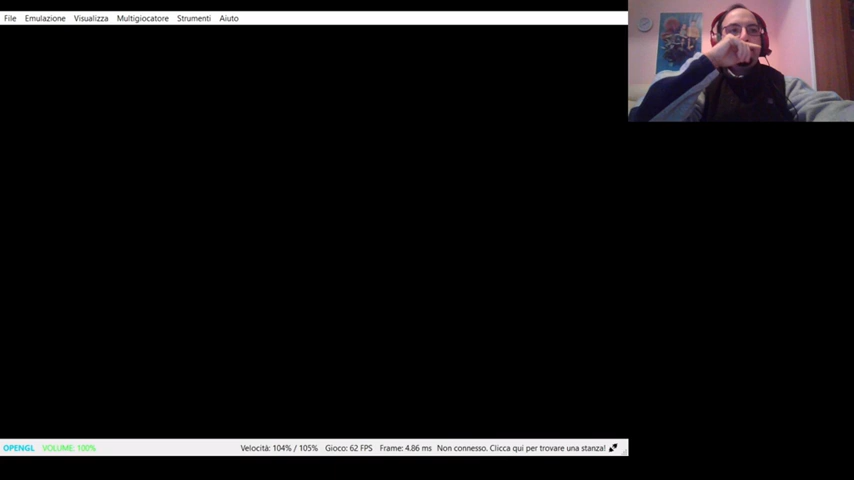 File Emulazione Visualizza Multigiocatore Strumenti Aiuto
OPENGL VOLUME: 100% Velocità: 104% / 105% Gioco: 62 FPS Frame: 4.86 ms Non connesso. Clicca qui per trovare una stanza!